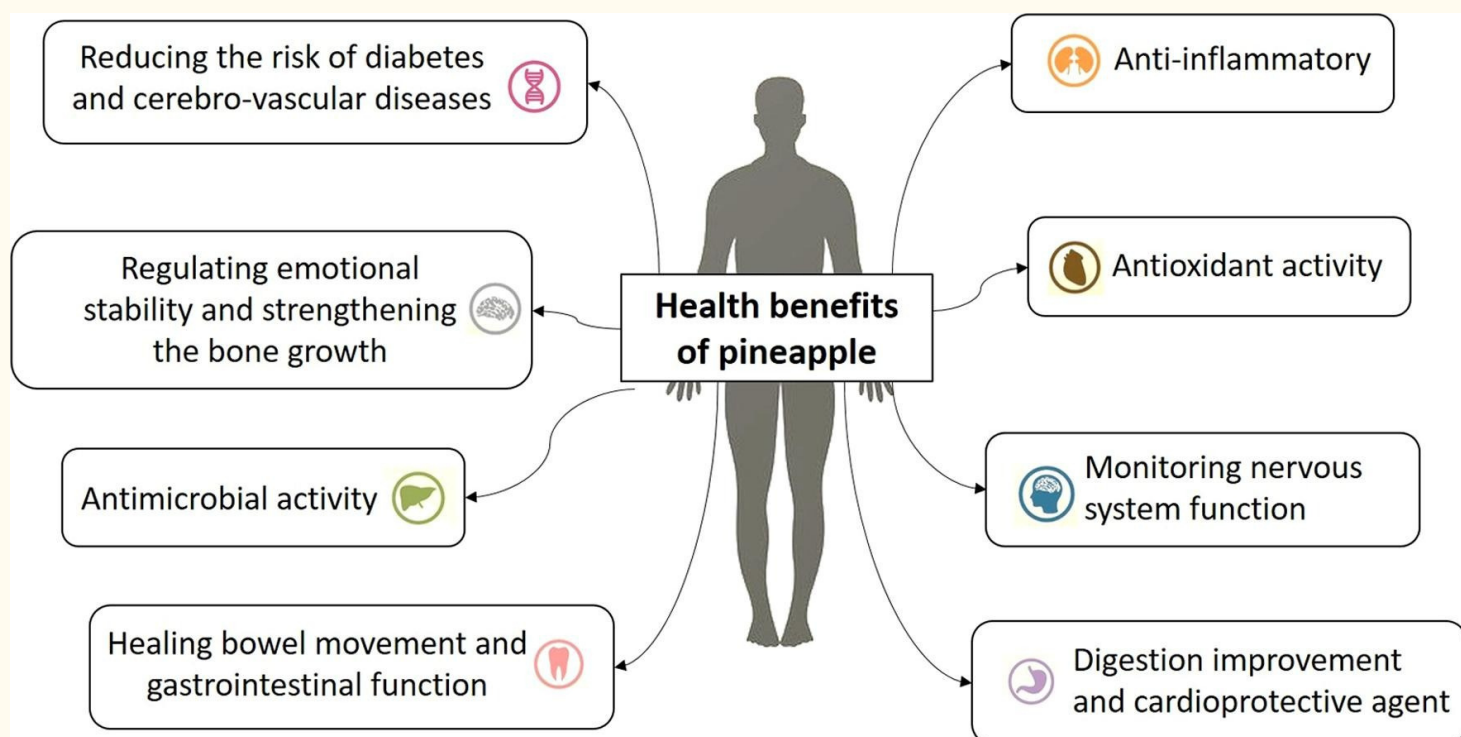 Reducing the risk of diabetes
and cerebro-vascular diseases
Regulating emotional
stability and strengthening
the bone growth
Antimicrobial activity
Healing bowel movement and
gastrointestinal function
Health benefits
of pineapple
Anti-inflammatory
Antioxidant activity
Monitoring nervous
system function
Digestion improvement
and cardioprotective agent